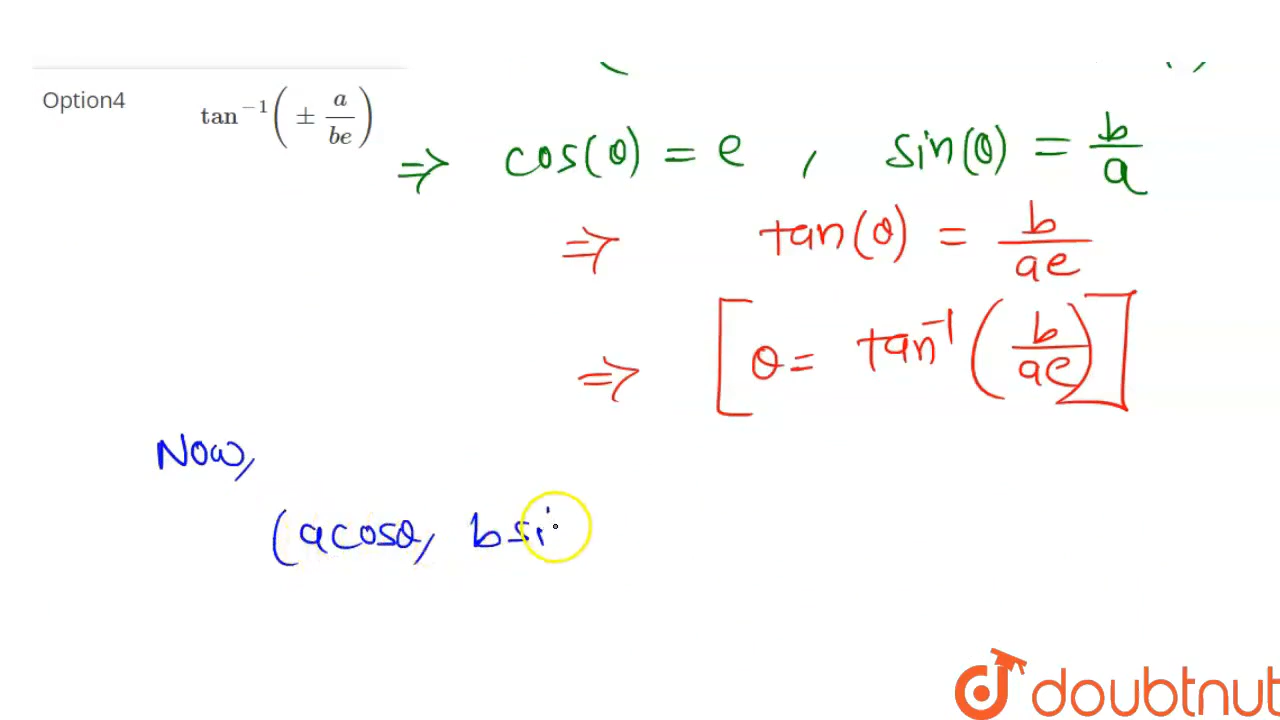 Option4 tan⁻¹(± a/be)
⇒ cos(θ) = e , sin(θ) = b/a
⇒ tan(θ) = b/ae
⇒ [θ = tan⁻¹(b/ae)]
Now,
(acosθ, bsi
doubtnut